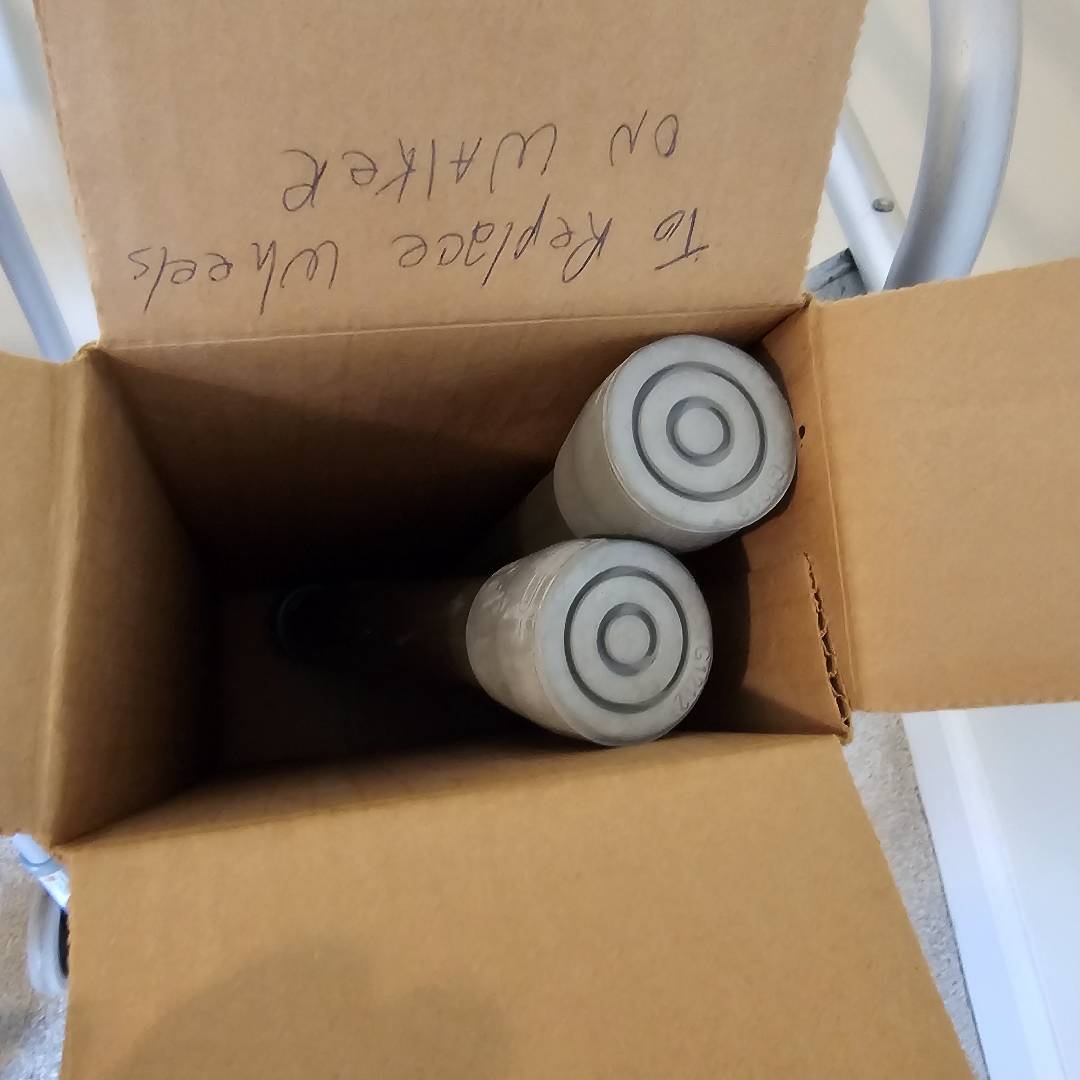 To Replace Wheels
ON WALKER